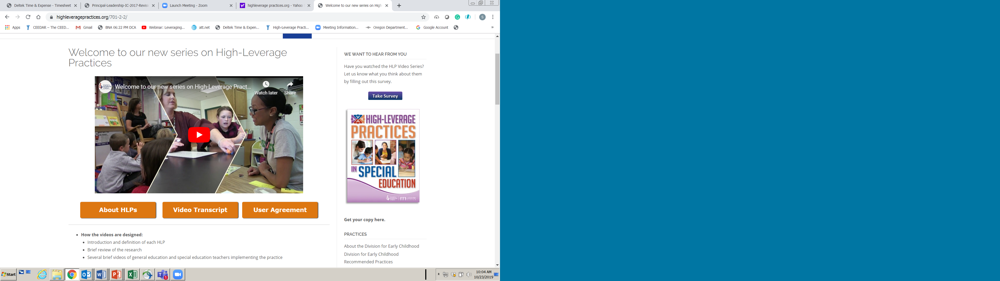 Deltek Time & Expense - Timesheet
Principal-Leadership-IC-2017-Revisi
Launch Meeting - Zoom
highleverage practices.org - Yahoo
Welcome to our new series on High
highleveragepractices.org/701-2-2/
S
Apps
CEEDAR – The CEED...
Gmail
BNA 06:22 PM DCA
Webinar: Leveraging...
att.net
Deltek Time & Expen...
High-Leverage Practi...
Meeting Information...
Oregon Department...
Google Account
»
Welcome to our new series on High-Leverage
Practices
Welcome to our new series on High-Leverage Pract...
Watch later
Share
About HLPs
Video Transcript
User Agreement
• How the videos are designed:
• Introduction and definition of each HLP
• Brief review of the research
• Several brief videos of general education and special education teachers implementing the practice
WE WANT TO HEAR FROM YOU
Have you watched the HLP Video Series?
Let us know what you think about them
by filling out this survey.
Take Survey
HIGH-LEVERAGE
PRACTICES
IN SPECIAL
EDUCATION
Get your copy here.
PRACTICES
About the Division for Early Childhood
Division for Early Childhood
Recommended Practices
Start
1
10:04 AM
10/23/2019